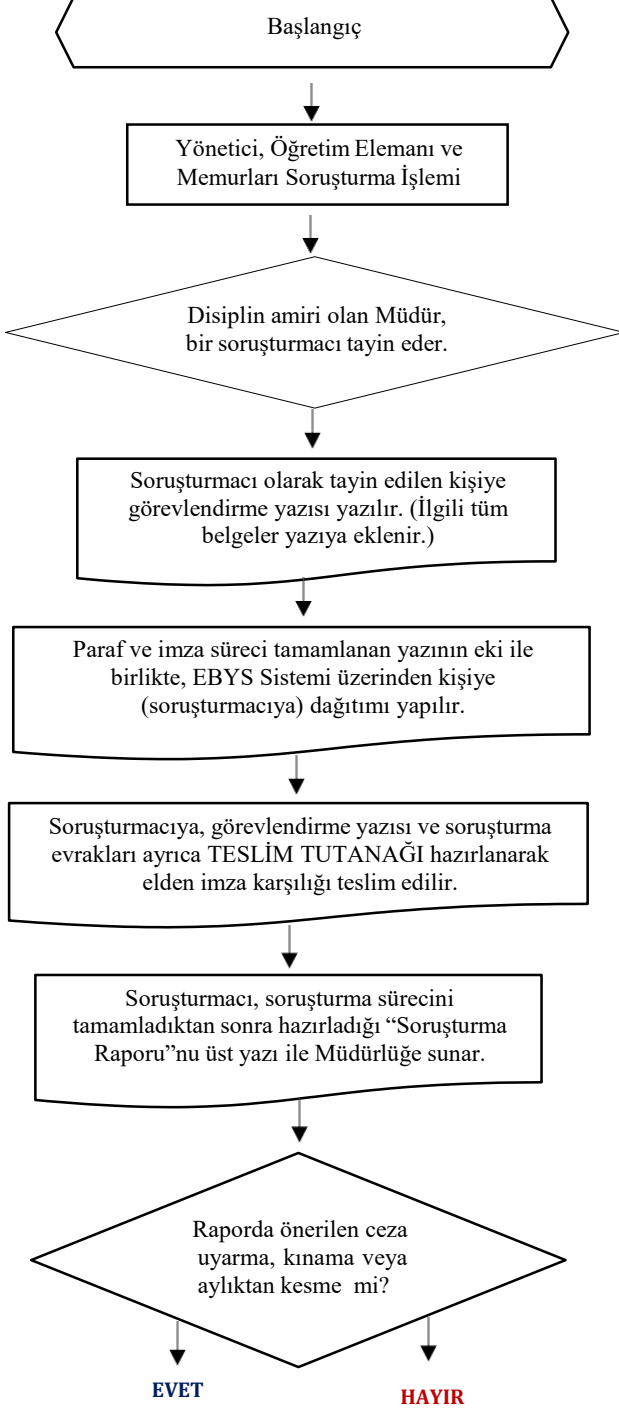 Başlangıç
Yönetici, Öğretim Elemanı ve
Memurları Soruşturma İşlemi
Disiplin amiri olan Müdür,
bir soruşturmacı tayin eder.
Soruşturmacı olarak tayin edilen kişiye
görevlendirme yazısı yazılır. (İlgili tüm
belgeler yazıya eklenir.)
Paraf ve imza süreci tamamlanan yazının eki ile
birlikte, EBYS Sistemi üzerinden kişiye
(soruşturmacıya) dağıtımı yapılır.
Soruşturmacıya, görevlendirme yazısı ve soruşturma
evrakları ayrıca TESLİM TUTANAĞI hazırlanarak
elden imza karşılığı teslim edilir.
Soruşturmacı, soruşturma sürecini
tamamladıktan sonra hazırladığı “Soruşturma
Raporu”nu üst yazı ile Müdürlüğe sunar.
Raporda önerilen ceza
uyarma, kınama veya
aylıktan kesme mi?
EVET
HAYIR